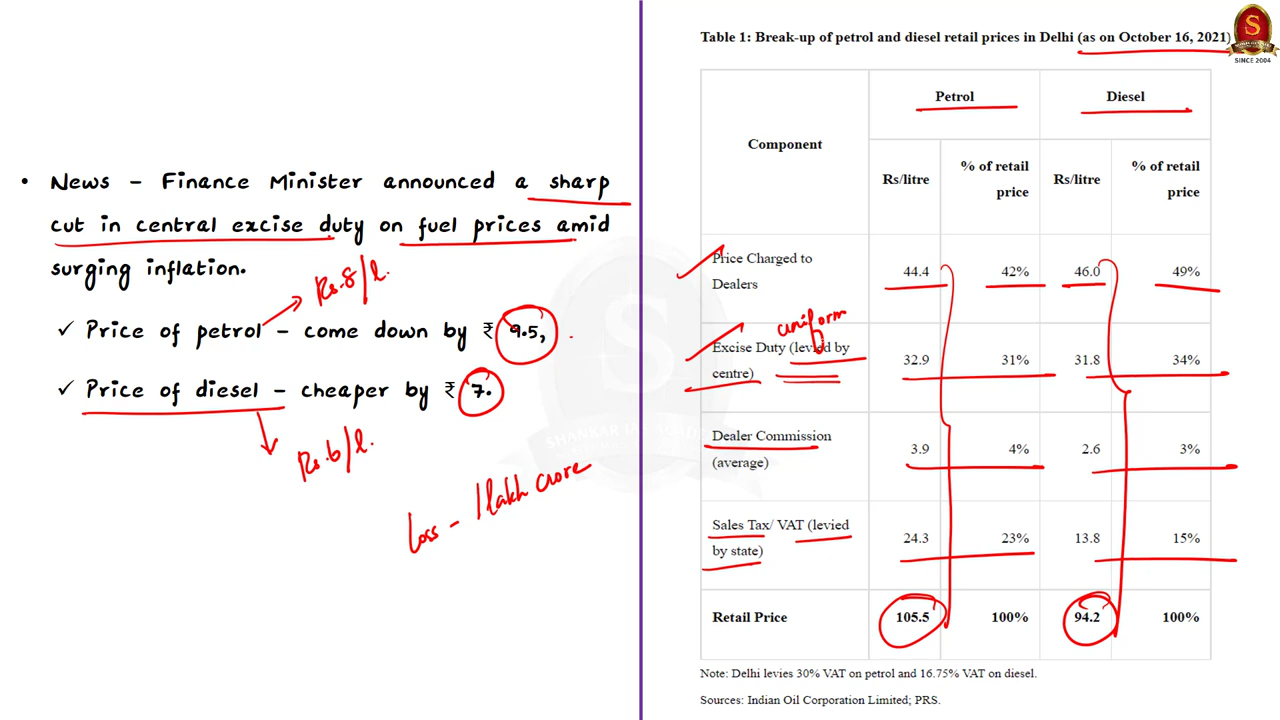 • News – Finance Minister announced a sharp
cut in central excise duty on fuel prices amid
surging inflation.
Rs.8/l.
✓ Price of petrol – come down by ₹ 9.5,
✓ Price of diesel – cheaper by ₹ 7.
Rs.6/l.
Loss – 1 lakh crore
Table 1: Break-up of petrol and diesel retail prices in Delhi (as on October 16, 2021)
S
SINCE 2004
Petrol Diesel
Component
Rs/litre % of retail price Rs/litre % of retail price
Price Charged to
Dealers 44.4 42% 46.0 49%
uniform
Excise Duty (levied by
centre) 32.9 31% 31.8 34%
Dealer Commission
(average) 3.9 4% 2.6 3%
Sales Tax/ VAT (levied
by state) 24.3 23% 13.8 15%
Retail Price 105.5 100% 94.2 100%
Note: Delhi levies 30% VAT on petrol and 16.75% VAT on diesel.
Sources: Indian Oil Corporation Limited; PRS.